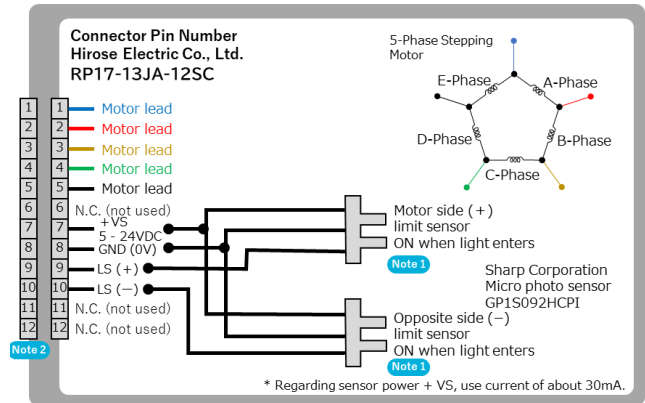 Connector Pin Number
Hirose Electric Co., Ltd.
RP17-13JA-12SC
5-Phase Stepping
Motor
E-Phase
A-Phase
D-Phase
B-Phase
C-Phase
1 1 Motor lead
2 2 Motor lead
3 3 Motor lead
4 4 Motor lead
5 5 Motor lead
6 6 N.C. (not used)
7 7 +VS
5 - 24VDC
8 8 GND (0V)
9 9 LS (+)
10 10 LS (−)
11 11 N.C. (not used)
12 12 N.C. (not used)
Note 2
Motor side (+)
limit sensor
ON when light enters
Note 1
Sharp Corporation
Micro photo sensor
GP1S092HCPI
Opposite side (−)
limit sensor
ON when light enters
Note 1
* Regarding sensor power + VS, use current of about 30mA.